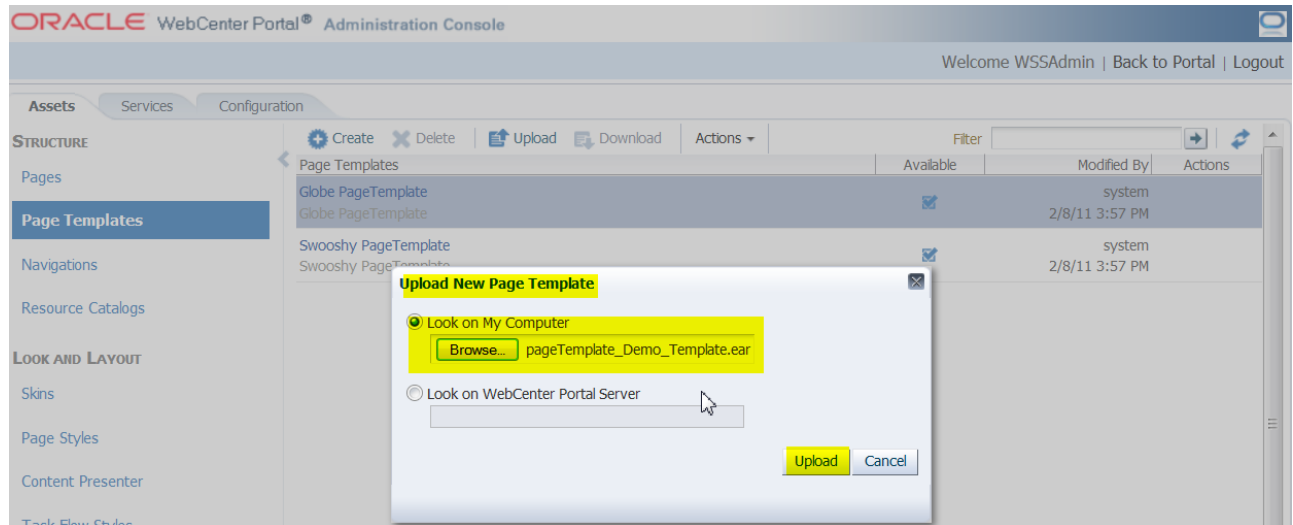 ORACLE WebCenter Portal® Administration Console
Welcome WSSAdmin | Back to Portal | Logout
Assets Services Configuration
STRUCTURE
Pages
Page Templates
Navigations
Resource Catalogs
LOOK AND LAYOUT
Skins
Page Styles
Content Presenter
Task Flow Styles
Create Delete Upload Download Actions Filter
Page Templates Available Modified By Actions
Globe PageTemplate system
Globe PageTemplate 2/8/11 3:57 PM
Swooshy PageTemplate system
Swooshy PageTemplate 2/8/11 3:57 PM
Upload New Page Template
Look on My Computer
Browse... pageTemplate_Demo_Template.ear
Look on WebCenter Portal Server
Upload Cancel